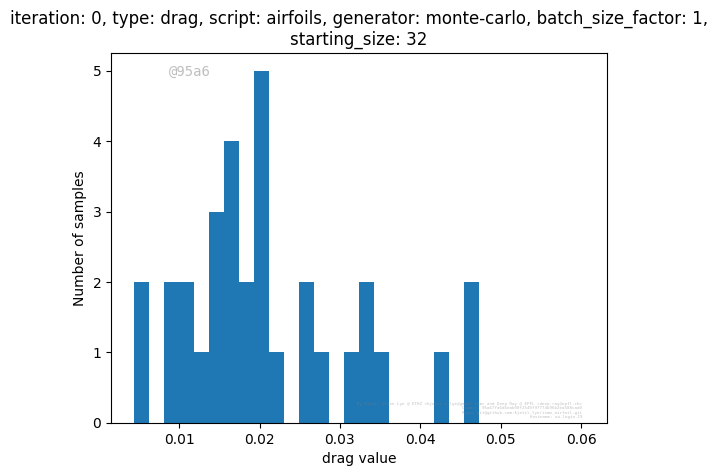 iteration: 0, type: drag, script: airfoils, generator: monte-carlo, batch_size_factor: 1,
starting_size: 32
@95a6
5
4
3
2
1
0
Number of samples
0.01 0.02 0.03 0.04 0.05 0.06
drag value